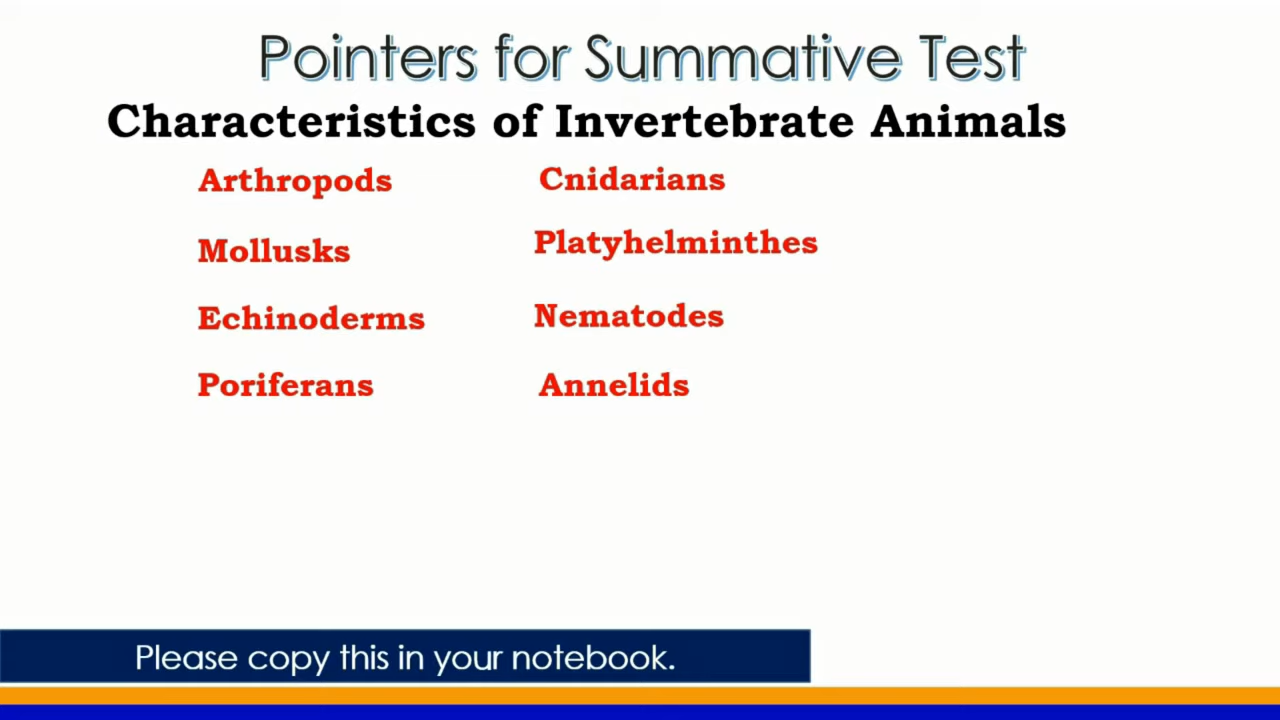 Pointers for Summative Test
Characteristics of Invertebrate Animals
Arthropods
Mollusks
Echinoderms
Poriferans
Cnidarians
Platyhelminthes
Nematodes
Annelids
Please copy this in your notebook.